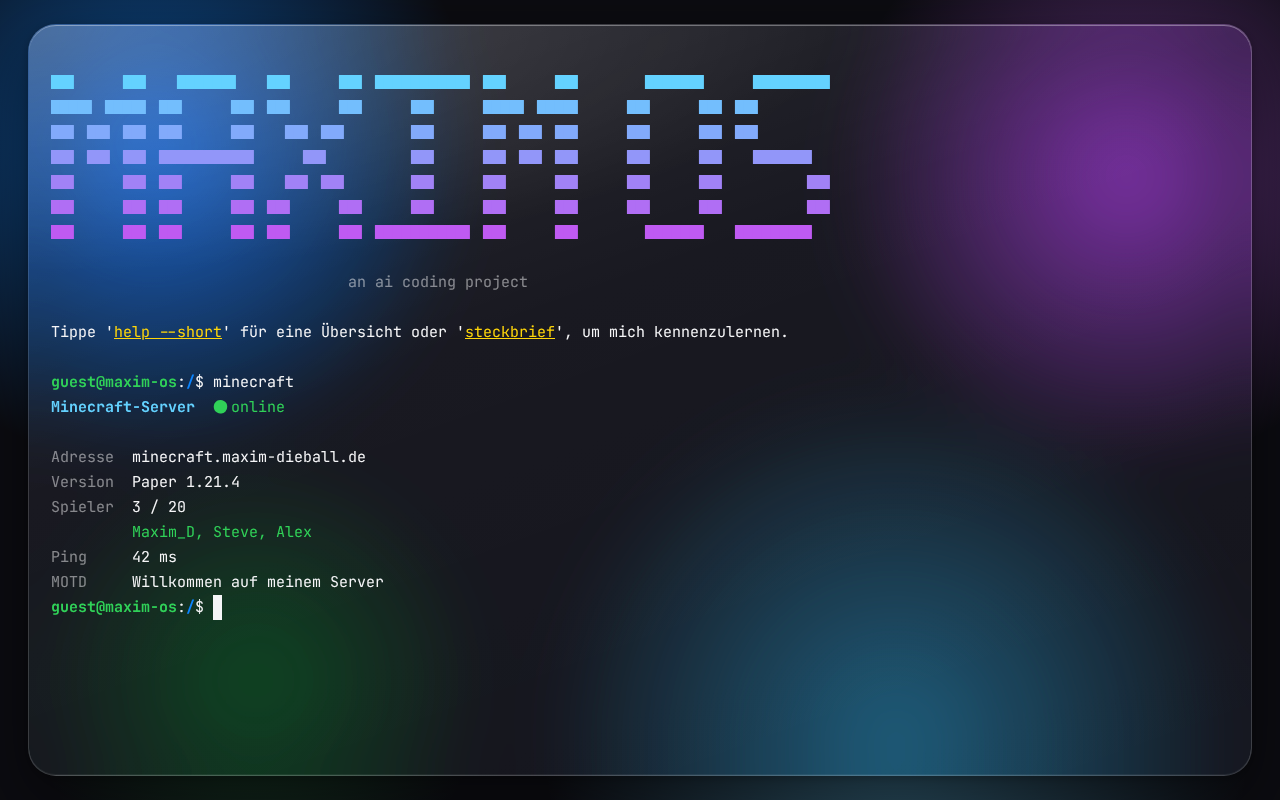 MAXIM OS
an ai coding project
Tippe 'help --short' für eine Übersicht oder 'steckbrief', um mich kennenzulernen.
guest@maxim-os:/$ minecraft
Minecraft-Server ●online
Adresse minecraft.maxim-dieball.de
Version Paper 1.21.4
Spieler 3 / 20
Maxim_D, Steve, Alex
Ping 42 ms
MOTD Willkommen auf meinem Server
guest@maxim-os:/$